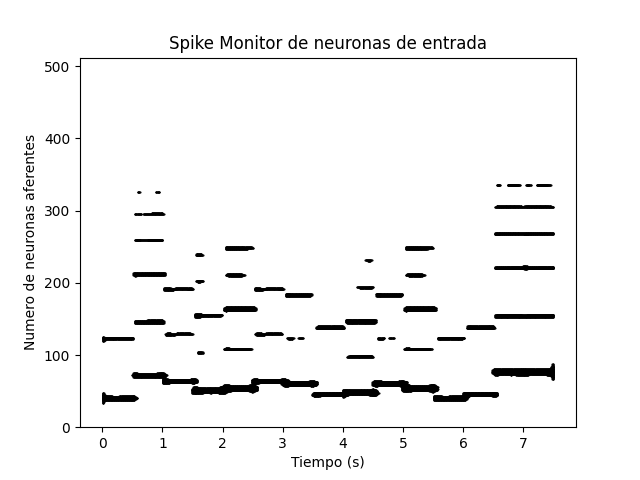 Spike Monitor de neuronas de entrada
500
400
300
200
100
0
Numero de neuronas aferentes
0 1 2 3 4 5 6 7
Tiempo (s)